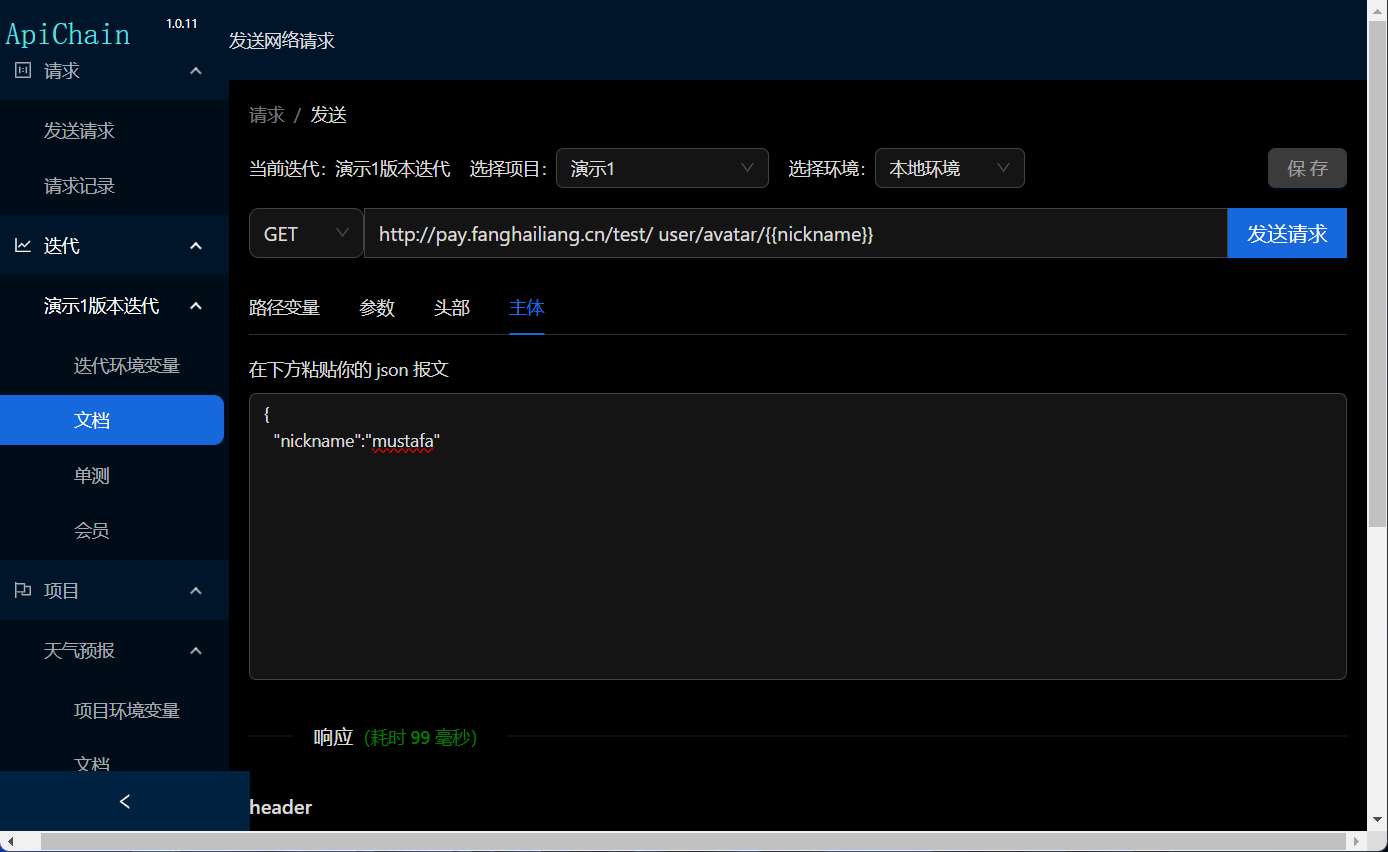 ApiChain
1.0.11
请求
发送请求
请求记录
迭代
演示1版本迭代
迭代环境变量
文档
单测
会员
项目
天气预报
项目环境变量
文档
发送网络请求
请求 / 发送
当前迭代：演示1版本迭代 选择项目： 演示1 选择环境： 本地环境 保 存
GET http://pay.fanghailiang.cn/test/ user/avatar/{{nickname}} 发送请求
路径变量 参数 头部 主体
在下方粘贴你的 json 报文
{
"nickname":"mustafa"
响应 (耗时 99 毫秒)
header